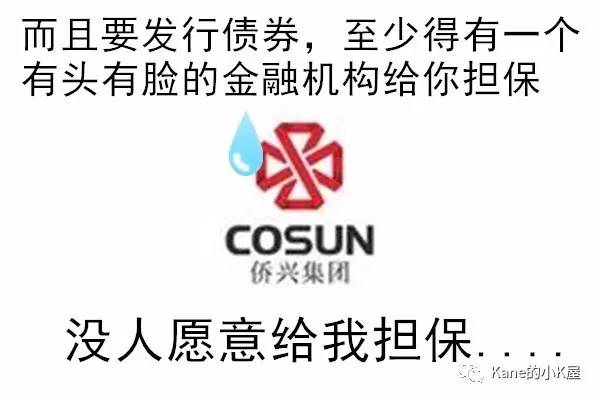 而且要发行债券，至少得有一个
有头有脸的金融机构给你担保
COSUN
侨兴集团
没人愿意给我担保....
Kane的小K屋